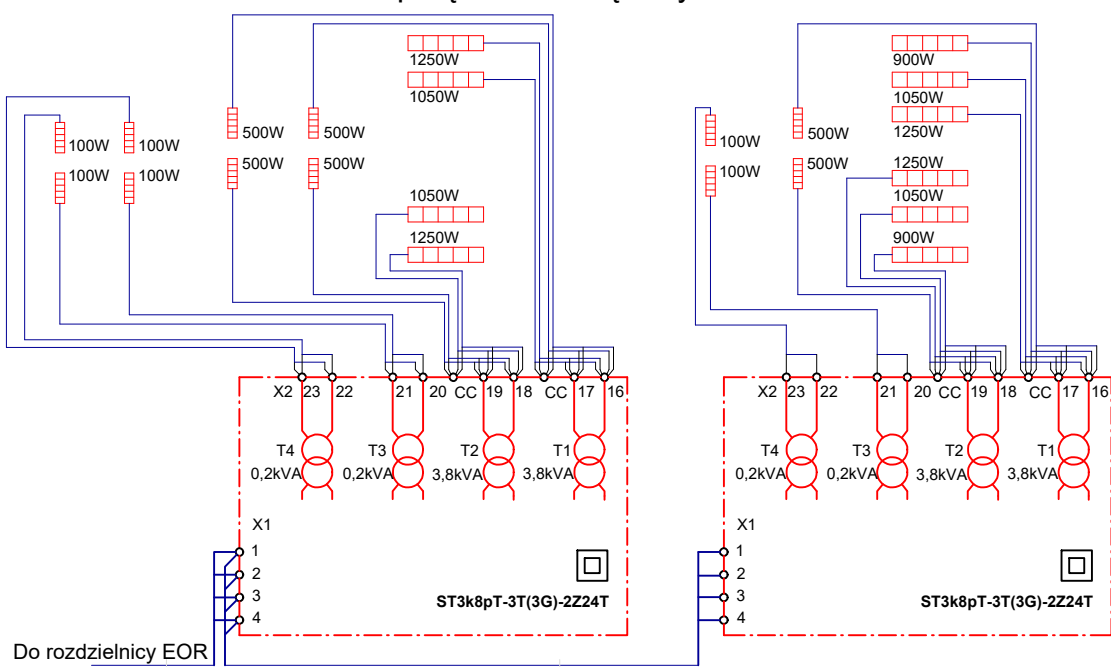 1250W 900W
1050W 1050W
500W 500W 1250W
100W 100W 100W 500W
500W 500W 500W 1250W
100W 100W 100W
1050W 1050W
1250W 900W
X2 23 22 21 20 CC 19 18 CC 17 16 X2 23 22 21 20 CC 19 18 CC 17 16
T4 T3 T2 T1 T4 T3 T2 T1
0,2kVA 0,2kVA 3,8kVA 3,8kVA 0,2kVA 0,2kVA 3,8kVA 3,8kVA
X1 X1
1 1
2 2
3 3
ST3k8pT-3T(3G)-2Z24T ST3k8pT-3T(3G)-2Z24T
4 4
Do rozdzielnicy EOR